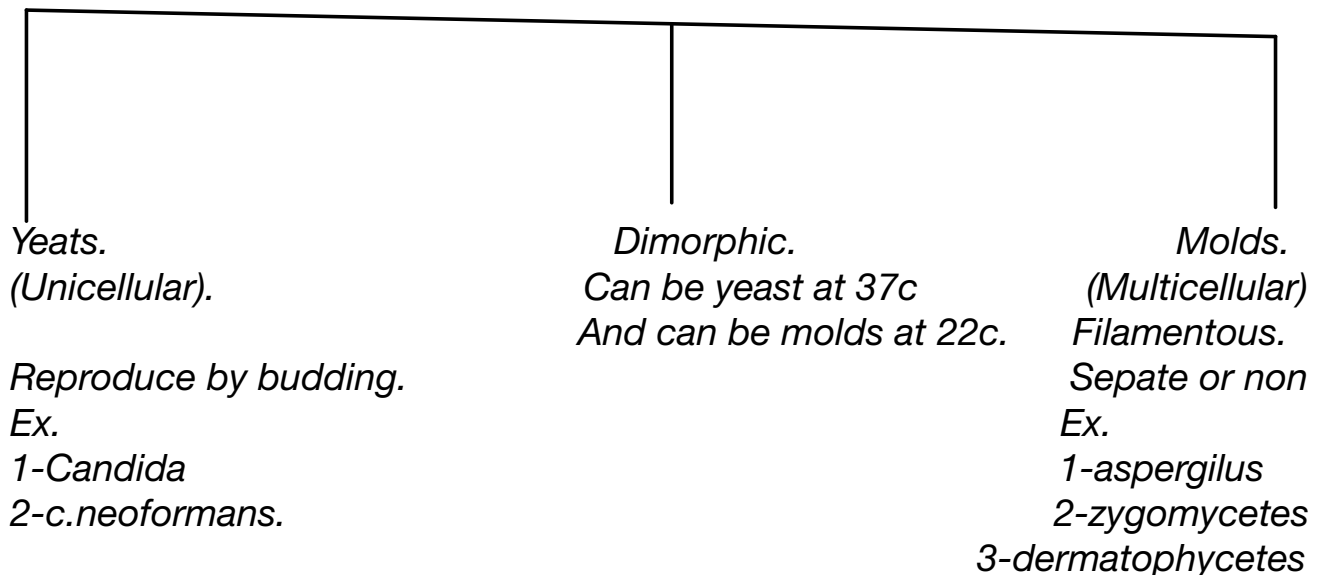 Yeats.
(Unicellular).
Reproduce by budding.
Ex.
1-Candida
2-c.neoformans.
Dimorphic.
Can be yeast at 37c
And can be molds at 22c.
Molds.
(Multicellular)
Filamentous.
Sepate or non
Ex.
1-aspergilus
2-zygomycetes
3-dermatophycetes